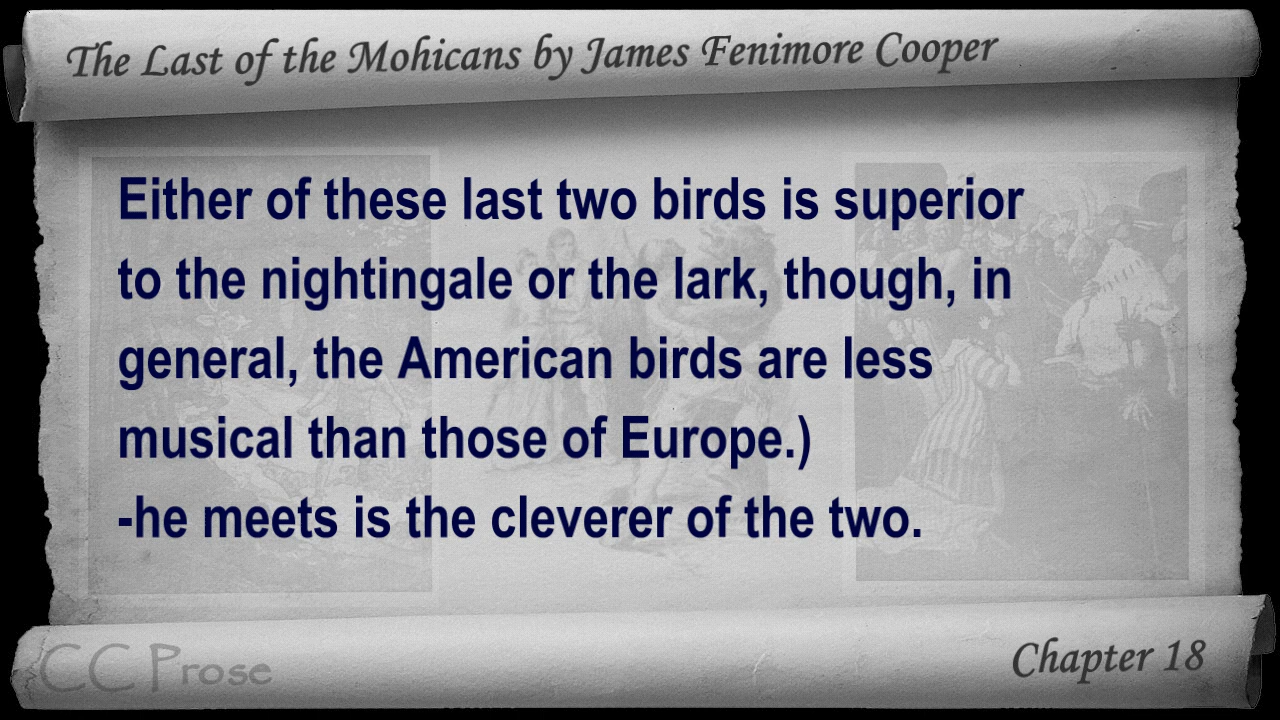 The Last of the Mohicans by James Fenimore Cooper
Either of these last two birds is superior
to the nightingale or the lark, though, in
general, the American birds are less
musical than those of Europe.)
-he meets is the cleverer of the two.
CC Prose
Chapter 18